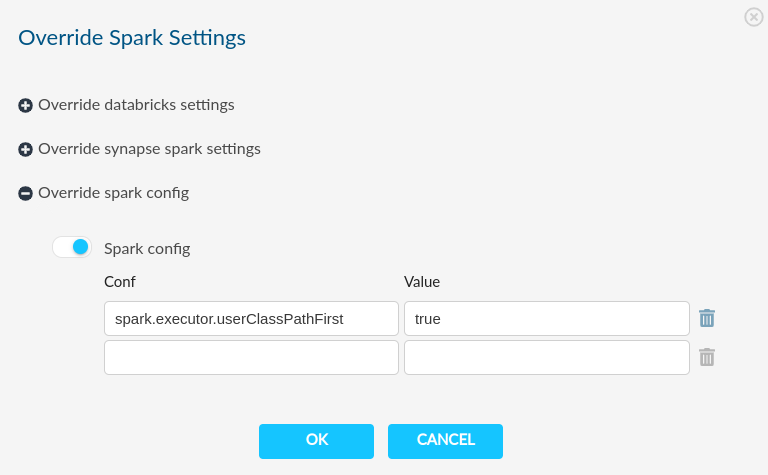 Override Spark Settings
Override databricks settings
Override synapse spark settings
Override spark config
Spark config
Conf Value
spark.executor.userClassPathFirst true
OK CANCEL